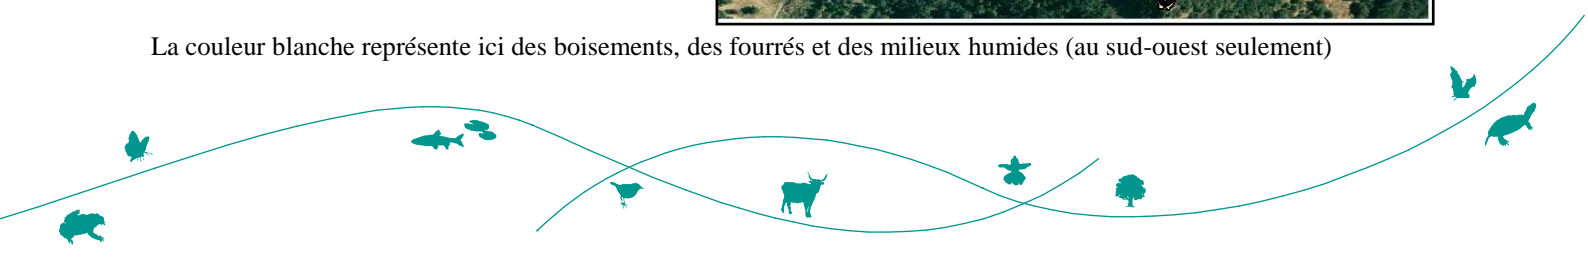 La couleur blanche représente ici des boisements, des fourrés et des milieux humides (au sud-ouest seulement)